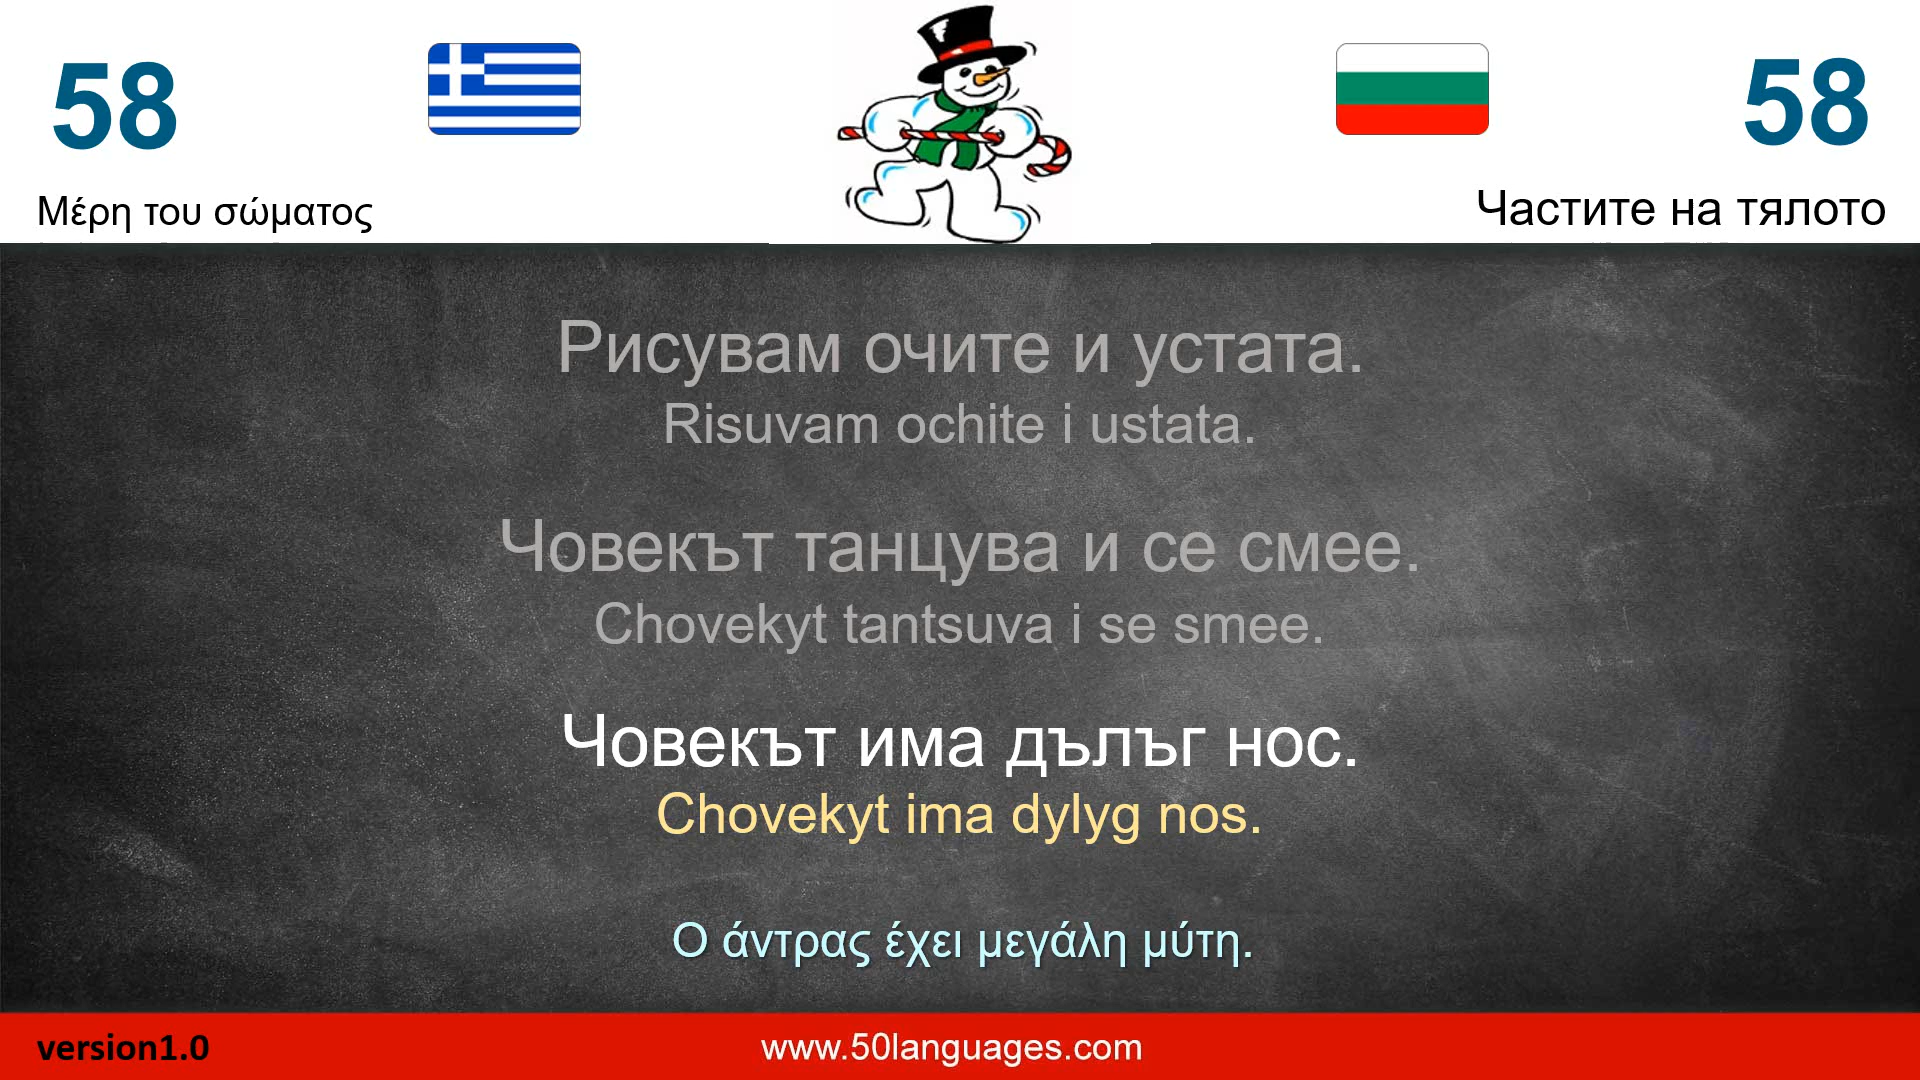 58
58
Μέρη του σώματος
Частите на тялото
Рисувам очите и устата.
Risuvam ochite i ustata.
Човекът танцува и се смее.
Chovekyt tantsuva i se smee.
Човекът има дълъг нос.
Chovekyt ima dylyg nos.
Ο άντρας έχει μεγάλη μύτη.
version1.0
www.50languages.com